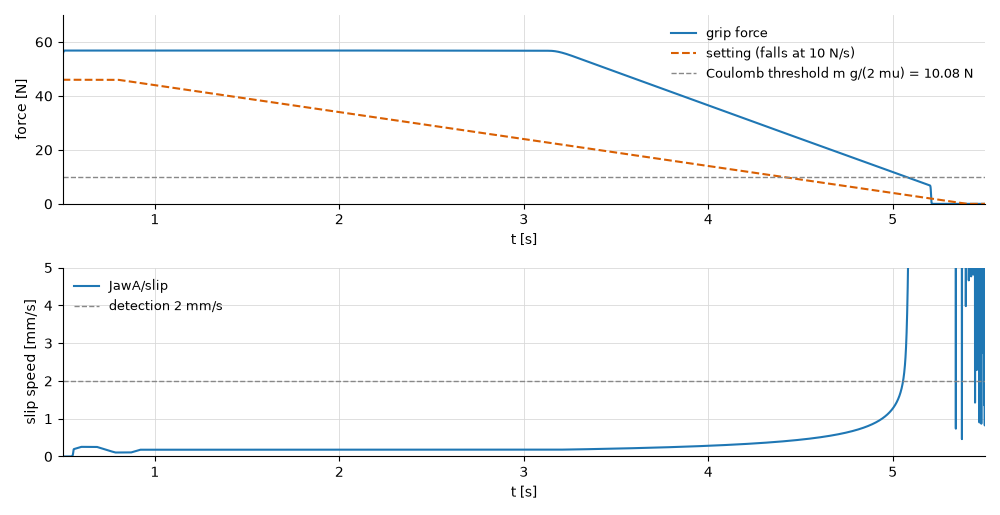 grip force
setting (falls at 10 N/s)
Coulomb threshold m g/(2 mu) = 10.08 N
force [N]
60
40
20
0
1 2 3 4 5
t [s]
JawA/slip
detection 2 mm/s
slip speed [mm/s]
5
4
3
2
1
0
1 2 3 4 5
t [s]